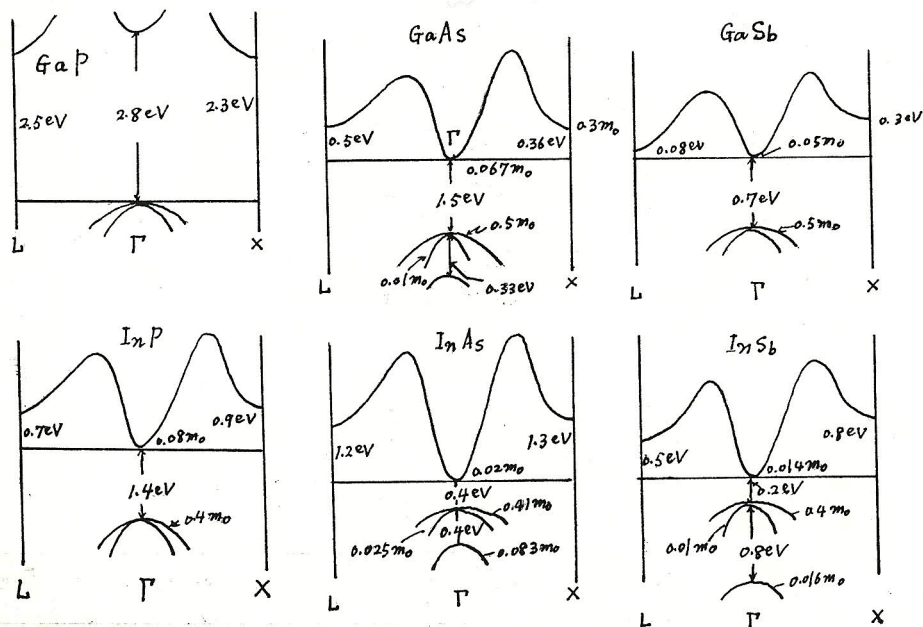 GaP
2.5eV 2.8eV 2.3eV
L Γ X
GaAs
Γ
0.5eV 0.36eV 0.3m₀
0.067m₀
1.5eV
0.5m₀
0.01m₀
0.33eV
L X
GaSb
0.3eV
0.08eV 0.05m₀
0.7eV
0.5m₀
L Γ X
InP
0.7eV 0.08m₀ 0.9eV
1.4eV
0.4m₀
L Γ X
InAs
1.2eV 1.3eV
0.02m₀
0.4eV
0.41m₀
0.025m₀ 0.4eV 0.083m₀
L Γ X
InSb
0.5eV 0.8eV
0.014m₀
0.2eV
0.4m₀
0.01m₀ 0.8eV
0.016m₀
L Γ X